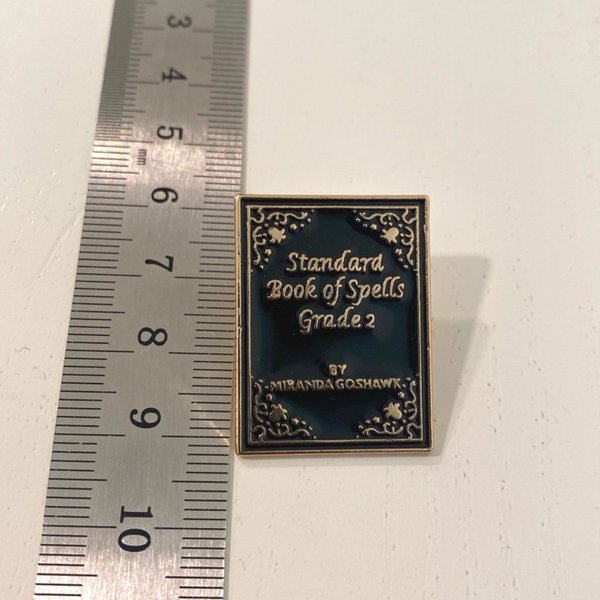 3
4
5
mm
6
7
8
9
10
Standard
Book of Spells
Grade 2
BY
MIRANDA GOSHAWK